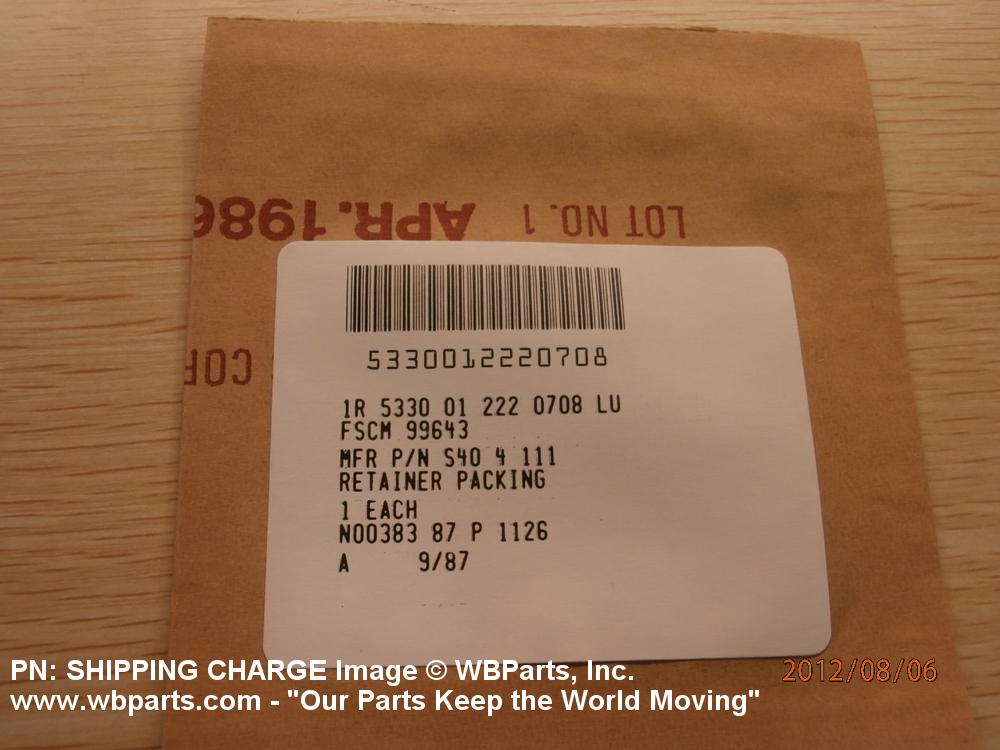 LOT NO. 1 APR. 1986
COF
5330012220708
1R 5330 01 222 0708 LU
FSCM 99643
MFR P/N S40 4 111
RETAINER PACKING
1 EACH
N00383 87 P 1126
A 9/87
PN: SHIPPING CHARGE Image © WBParts, Inc.
2012/08/06
www.wbparts.com - "Our Parts Keep the World Moving"